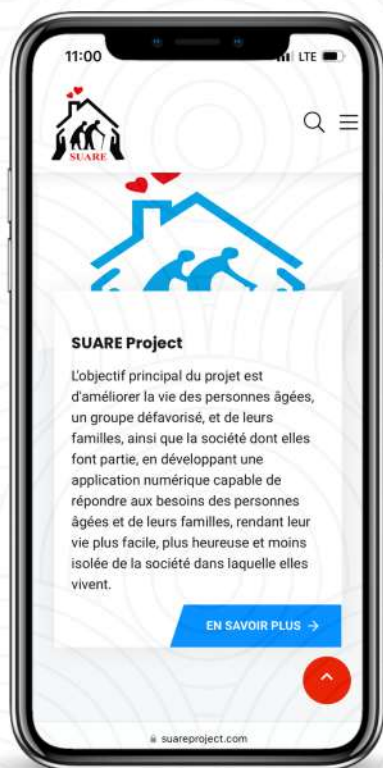 11:00
LTE
SUARE
SUARE Project
L'objectif principal du projet est
d'améliorer la vie des personnes âgées,
un groupe défavorisé, et de leurs
familles, ainsi que la société dont elles
font partie, en développant une
application numérique capable de
répondre aux besoins des personnes
âgées et de leurs familles, rendant leur
vie plus facile, plus heureuse et moins
isolée de la société dans laquelle elles
vivent.
EN SAVOIR PLUS →
suareproject.com